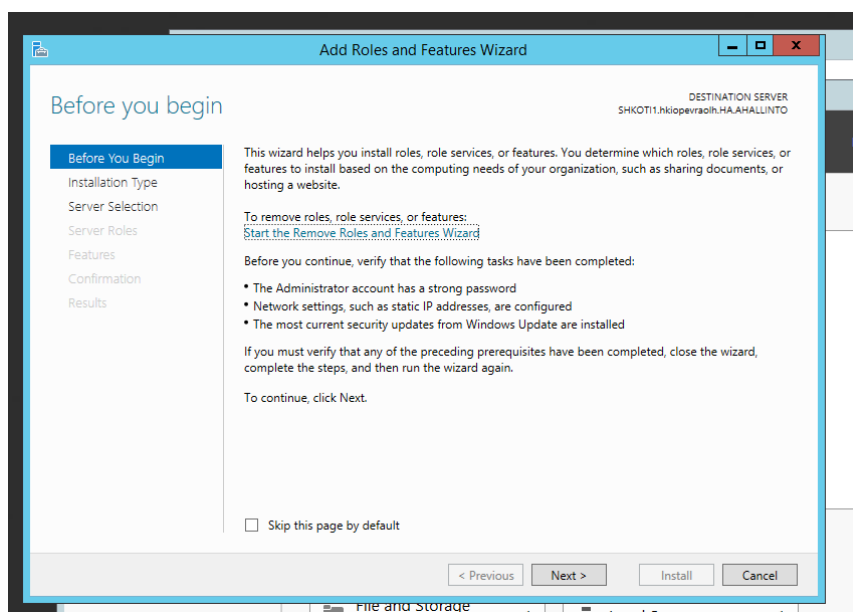 Add Roles and Features Wizard
Before you begin
DESTINATION SERVER
SHKOTI1.hkiopevraolh.HA.AHALLINTO
Before You Begin
Installation Type
Server Selection
Server Roles
Features
Confirmation
Results
This wizard helps you install roles, role services, or features. You determine which roles, role services, or
features to install based on the computing needs of your organization, such as sharing documents, or
hosting a website.
To remove roles, role services, or features:
Start the Remove Roles and Features Wizard
Before you continue, verify that the following tasks have been completed:
• The Administrator account has a strong password
• Network settings, such as static IP addresses, are configured
• The most current security updates from Windows Update are installed
If you must verify that any of the preceding prerequisites have been completed, close the wizard,
complete the steps, and then run the wizard again.
To continue, click Next.
Skip this page by default
< Previous
Next >
Install
Cancel
File and Storage